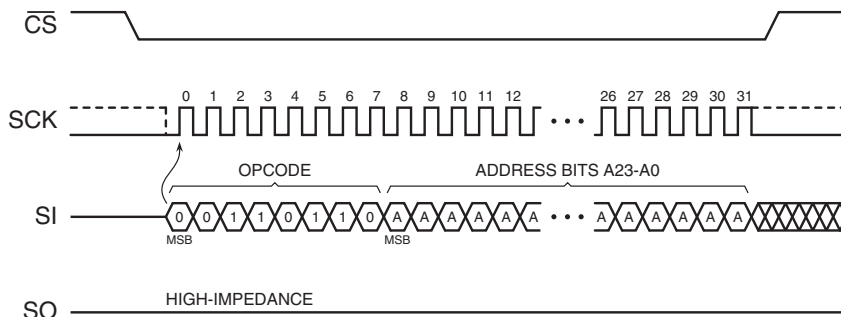 CS
0 1 2 3 4 5 6 7 8 9 10 11 12 26 27 28 29 30 31
SCK
OPCODE ADDRESS BITS A23-A0
SI 0 0 1 1 0 1 1 0 A A A A A A A A A A A A
MSB MSB
HIGH-IMPEDANCE
SO